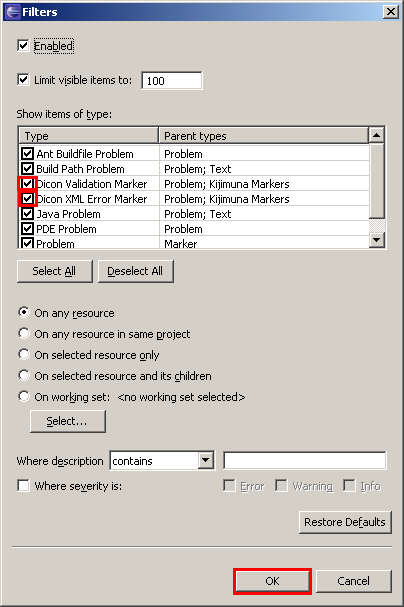 Filters
Enabled
Limit visible items to: 100
Show items of type:
Type Parent types
Ant Buildfile Problem Problem
Build Path Problem Problem; Text
Dicon Validation Marker Problem; Kijimuna Markers
Dicon XML Error Marker Problem; Kijimuna Markers
Java Problem Problem; Text
PDE Problem Problem
Problem Marker
Select All Deselect All
On any resource
On any resource in same project
On selected resource only
On selected resource and its children
On working set: <no working set selected>
Select...
Where description contains
Where severity is: Error Warning Info
Restore Defaults
OK Cancel